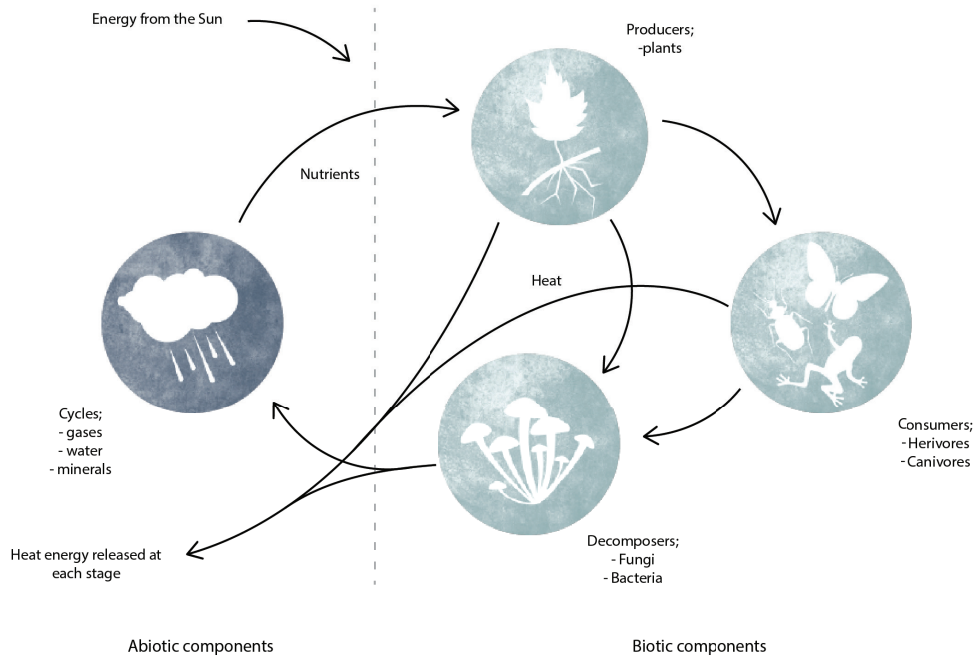 Energy from the Sun
Producers;
-plants
Nutrients
Heat
Cycles;
- gases
- water
- minerals
Consumers;
- Herivores
- Canivores
Decomposers;
- Fungi
- Bacteria
Heat energy released at
each stage
Abiotic components
Biotic components